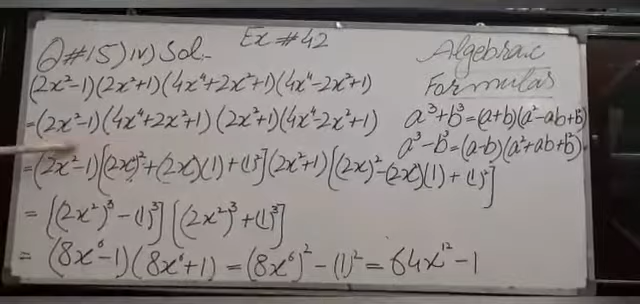 Ex #42
Q#15) iv) Sol.
(2x²-1)(2x²+1)(4x⁴+2x²+1)(4x⁴-2x²+1)
=(2x²-1)(4x⁴+2x²+1)(2x²+1)(4x⁴-2x²+1)
=(2x²-1)[(2x²)²+(2x²)(1)+(1)²](2x²+1)[(2x)²-(2x²)(1)+(1)²]
=[(2x²)³-(1)³][(2x²)³+(1)³]
=(8x⁶-1)(8x⁶+1)=(8x⁶)²-(1)²=64x¹²-1
Algebraic
Formulas
a³+b³=(a+b)(a²-ab+b²)
a³-b³=(a-b)(a²+ab+b²)